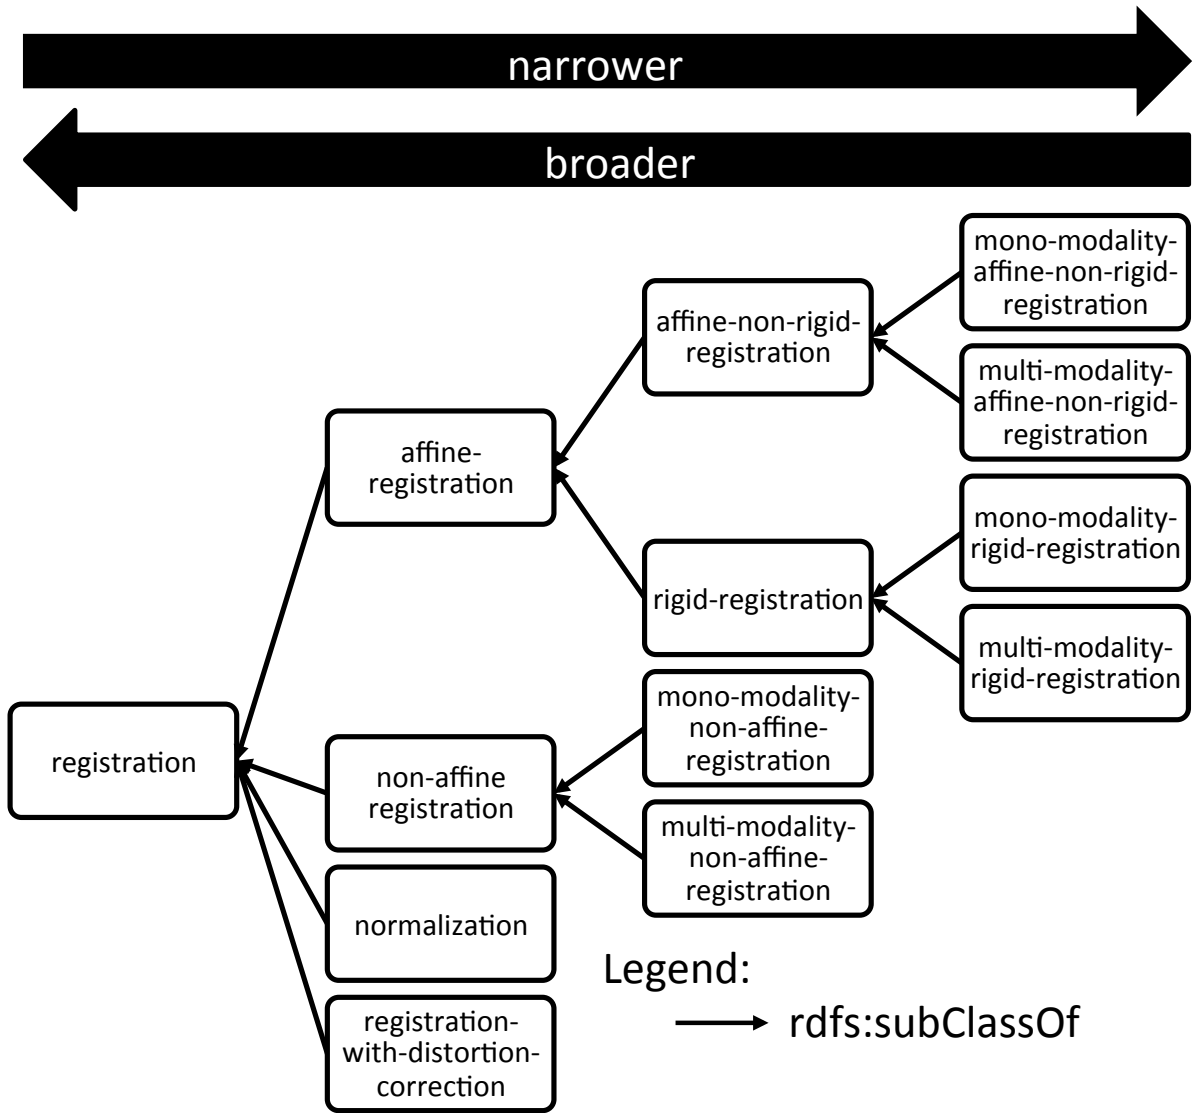 narrower
broader
mono-modality-
affine-non-rigid-
registration
affine-non-rigid-
registration
multi-modality-
affine-non-rigid-
registration
affine-
registration
mono-modality-
rigid-registration
rigid-registration
multi-modality-
rigid-registration
mono-modality-
non-affine-
registration
registration
non-affine
registration
multi-modality-
non-affine-
registration
normalization
registration-
with-distortion-
correction
Legend:
rdfs:subClassOf